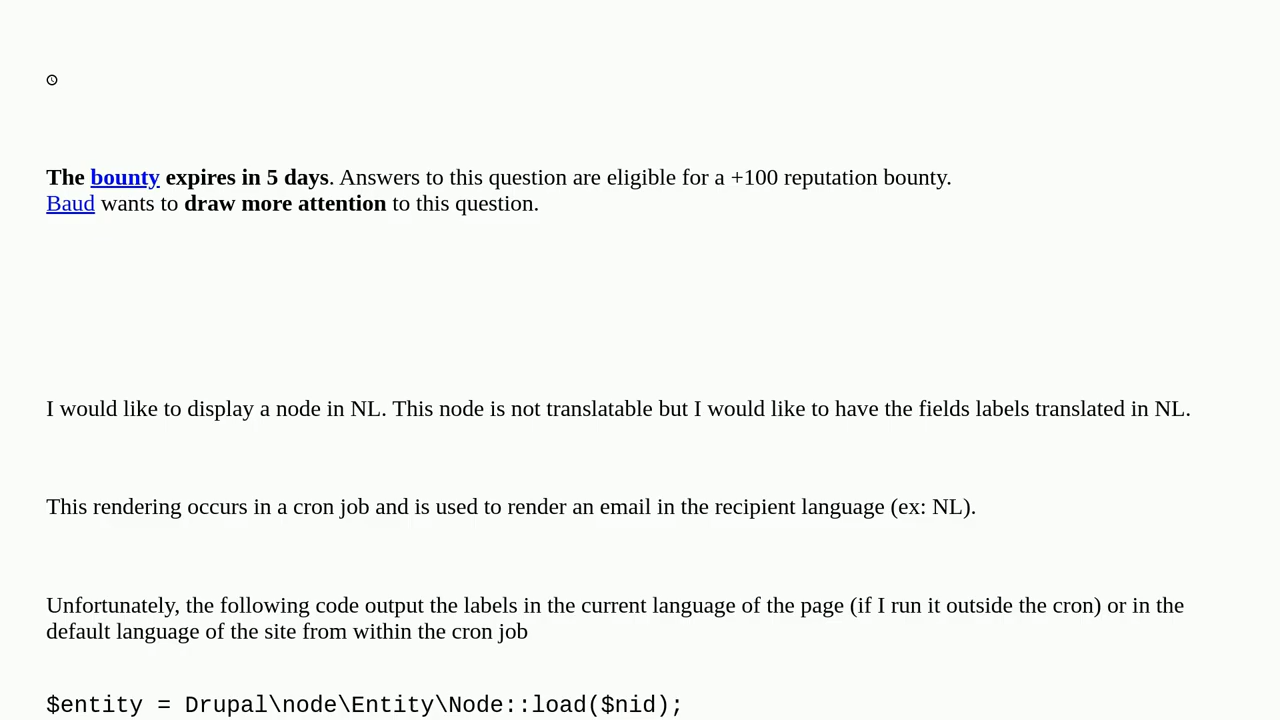 The bounty expires in 5 days. Answers to this question are eligible for a +100 reputation bounty.
Baud wants to draw more attention to this question.
I would like to display a node in NL. This node is not translatable but I would like to have the fields labels translated in NL.
This rendering occurs in a cron job and is used to render an email in the recipient language (ex: NL).
Unfortunately, the following code output the labels in the current language of the page (if I run it outside the cron) or in the
default language of the site from within the cron job
$entity = Drupal\node\Entity\Node::load($nid);